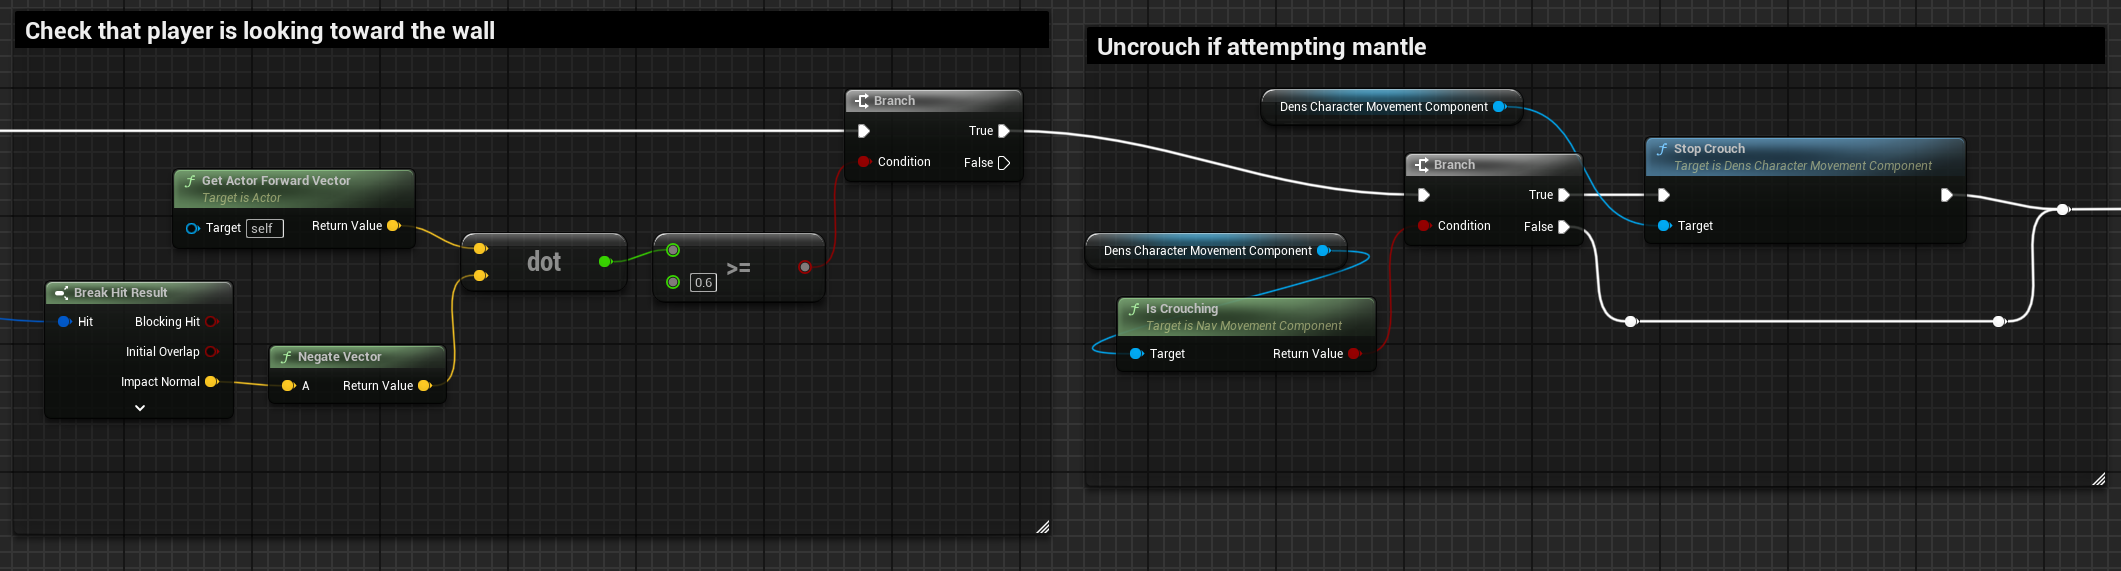 Check that player is looking toward the wall
Branch
True
Condition
False
Get Actor Forward Vector
Target is Actor
Target self
Return Value
dot
>=
0.6
Break Hit Result
Hit
Blocking Hit
Initial Overlap
Impact Normal
Negate Vector
A
Return Value
Uncrouch if attempting mantle
Dens Character Movement Component
Branch
True
Condition
False
Stop Crouch
Target is Dens Character Movement Component
Target
Dens Character Movement Component
Is Crouching
Target is Nav Movement Component
Target
Return Value